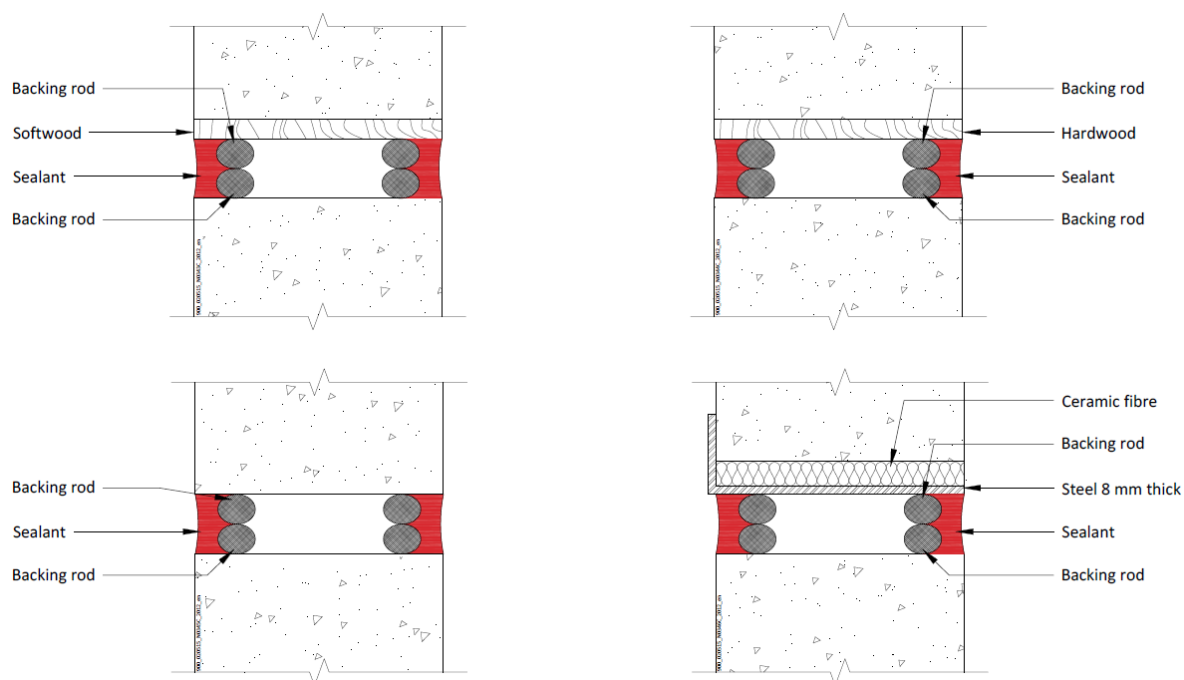 Backing rod
Softwood
Sealant
Backing rod
Backing rod
Hardwood
Sealant
Backing rod
Backing rod
Sealant
Backing rod
Ceramic fibre
Backing rod
Steel 8 mm thick
Sealant
Backing rod